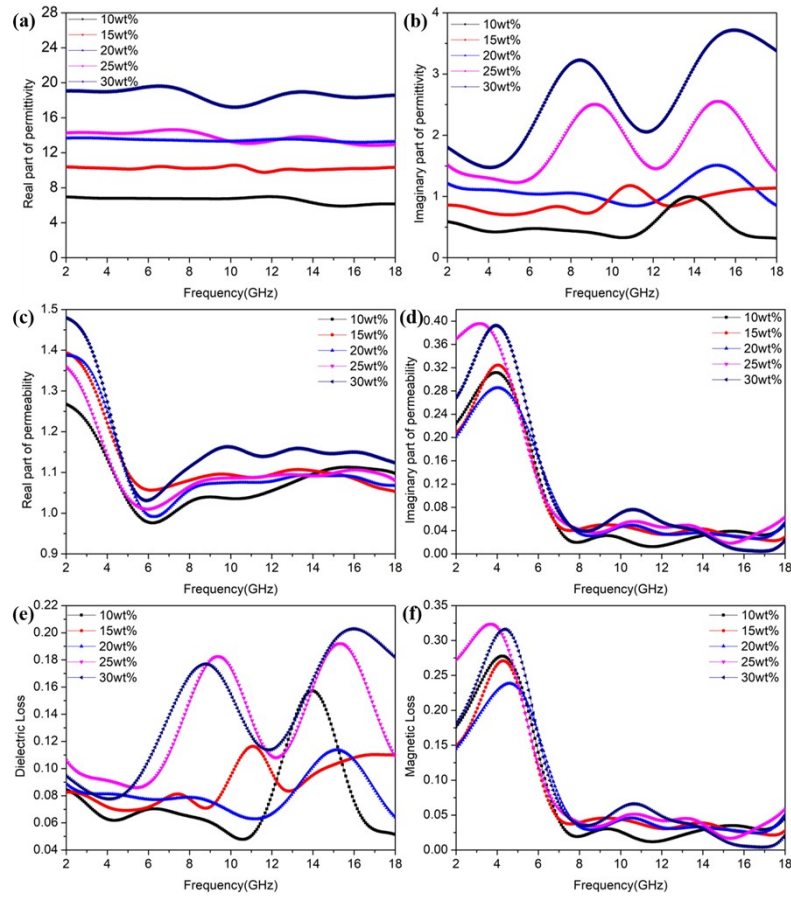 (a)
28
24
20
16
12
8
4
0
10wt%
15wt%
20wt%
25wt%
30wt%
Real part of permittivity
2 4 6 8 10 12 14 16 18
Frequency(GHz)
(b)
4
3
2
1
0
10wt%
15wt%
20wt%
25wt%
30wt%
Imaginary part of permittivity
2 4 6 8 10 12 14 16 18
Frequency(GHz)
(c)
1.5
1.4
1.3
1.2
1.1
1.0
0.9
10wt%
15wt%
20wt%
25wt%
30wt%
Real part of permeability
2 4 6 8 10 12 14 16 18
Frequency(GHz)
(d)
0.40
0.36
0.32
0.28
0.24
0.20
0.16
0.12
0.08
0.04
0.00
10wt%
15wt%
20wt%
25wt%
30wt%
Imaginary part of permeability
2 4 6 8 10 12 14 16 18
Frequency(GHz)
(e)
0.22
0.20
0.18
0.16
0.14
0.12
0.10
0.08
0.06
0.04
10wt%
15wt%
20wt%
25wt%
30wt%
Dielectric Loss
2 4 6 8 10 12 14 16 18
Frequency(GHz)
(f)
0.35
0.30
0.25
0.20
0.15
0.10
0.05
0.00
10wt%
15wt%
20wt%
25wt%
30wt%
Magnetic Loss
2 4 6 8 10 12 14 16 18
Frequency(GHz)